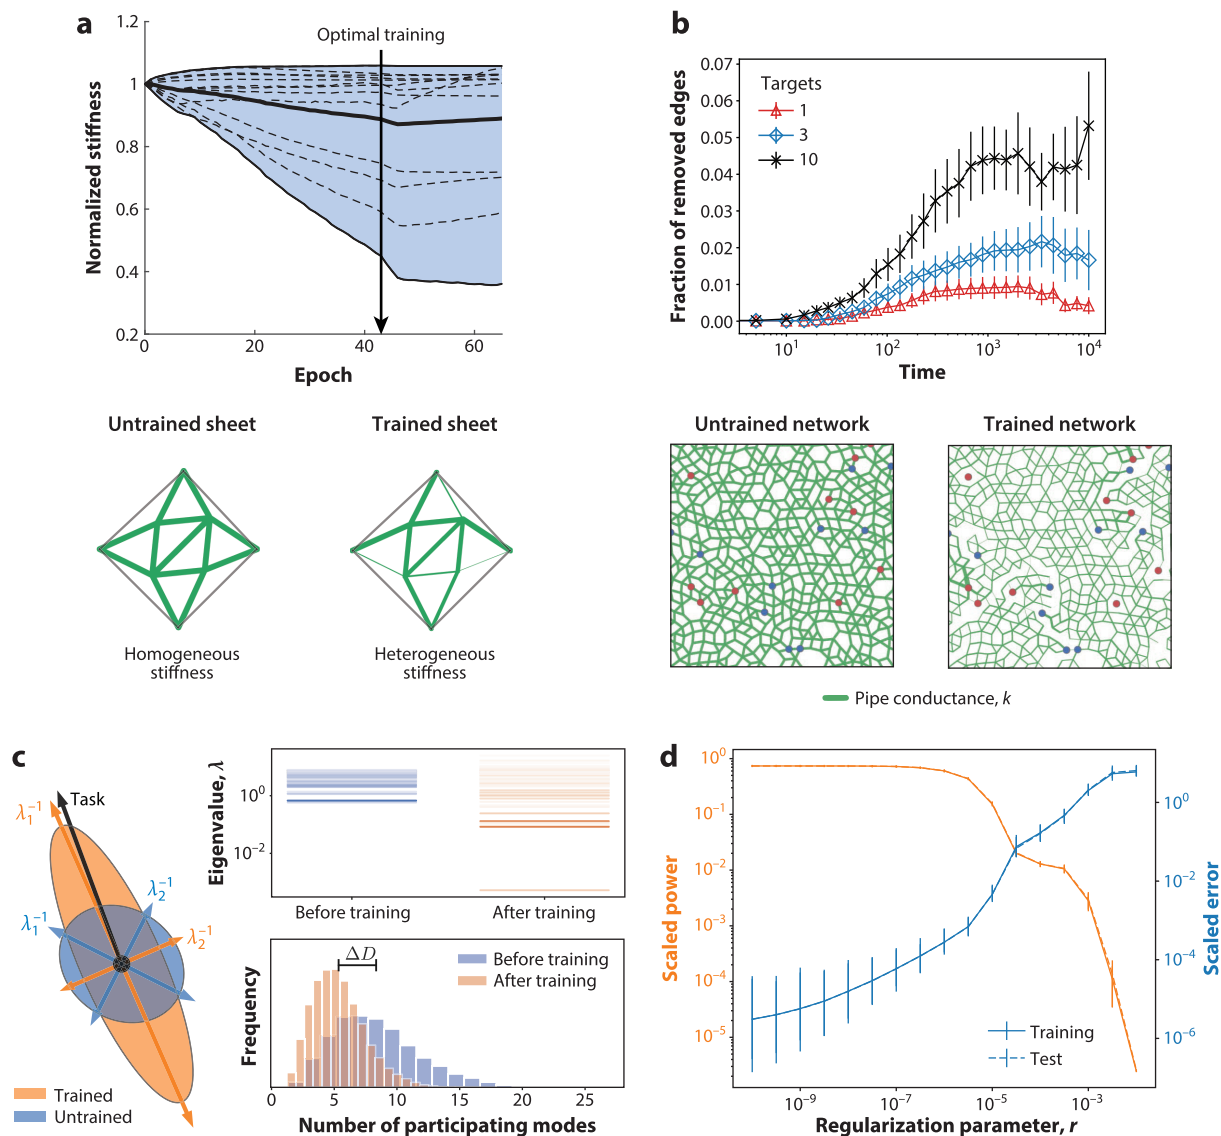 a
1.2
1
0.8
0.6
0.4
0.2
Normalized stiffness
Optimal training
0
20
40
60
Epoch
b
0.07
0.06
0.05
0.04
0.03
0.02
0.01
0.00
Fraction of removed edges
Targets
1
3
10
10¹
10²
10³
10⁴
Time
Untrained sheet
Trained sheet
Homogeneous
stiffness
Heterogeneous
stiffness
Untrained network
Trained network
Pipe conductance, k
c
Task
λ₁⁻¹
λ₂⁻¹
λ₁⁻¹
λ₂⁻¹
Trained
Untrained
Eigenvalue, λ
10⁰
10⁻²
Before training
After training
Frequency
ΔD
Before training
After training
0
5
10
15
20
25
Number of participating modes
d
10⁰
10⁻¹
10⁻²
10⁻³
10⁻⁴
10⁻⁵
Scaled power
10⁰
10⁻²
10⁻⁴
10⁻⁶
Scaled error
Training
Test
10⁻⁹
10⁻⁷
10⁻⁵
10⁻³
Regularization parameter, r